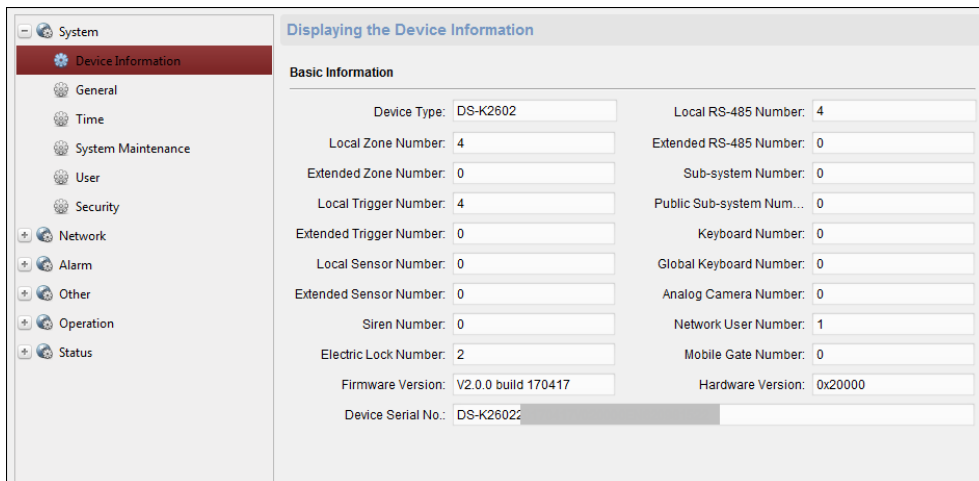 System
Device Information
General
Time
System Maintenance
User
Security
Network
Alarm
Other
Operation
Status
Displaying the Device Information
Basic Information
Device Type: DS-K2602 Local RS-485 Number: 4
Local Zone Number: 4 Extended RS-485 Number: 0
Extended Zone Number: 0 Sub-system Number: 0
Local Trigger Number: 4 Public Sub-system Num... 0
Extended Trigger Number: 0 Keyboard Number: 0
Local Sensor Number: 0 Global Keyboard Number: 0
Extended Sensor Number: 0 Analog Camera Number: 0
Siren Number: 0 Network User Number: 1
Electric Lock Number: 2 Mobile Gate Number: 0
Firmware Version: V2.0.0 build 170417 Hardware Version: 0x20000
Device Serial No.: DS-K26022